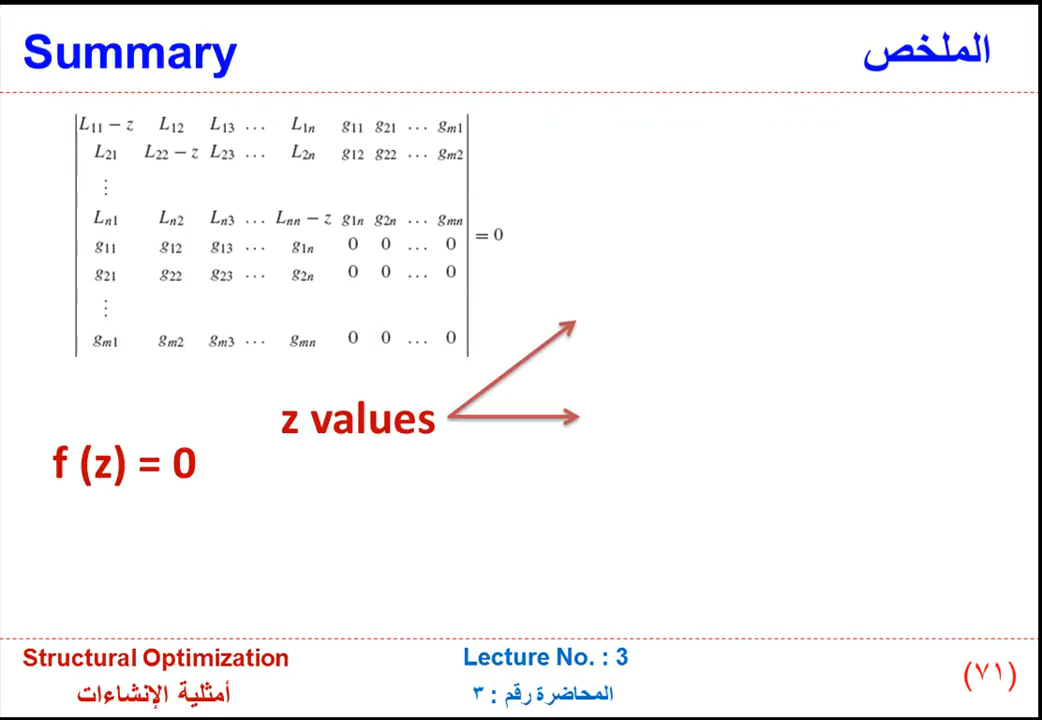 Summary
الملخص
L11 − z L12 L13 ... L1n g11 g21 ... gm1
L21 L22 − z L23 ... L2n g12 g22 ... gm2
⋮
Ln1 Ln2 Ln3 ... Lnn − z g1n g2n ... gmn
= 0
g11 g12 g13 ... g1n 0 0 ... 0
g21 g22 g23 ... g2n 0 0 ... 0
⋮
gm1 gm2 gm3 ... gmn 0 0 ... 0
z values
f (z) = 0
Structural Optimization
Lecture No. : 3
(٧١)
أمثلية الإنشاءات
المحاضرة رقم : ٣